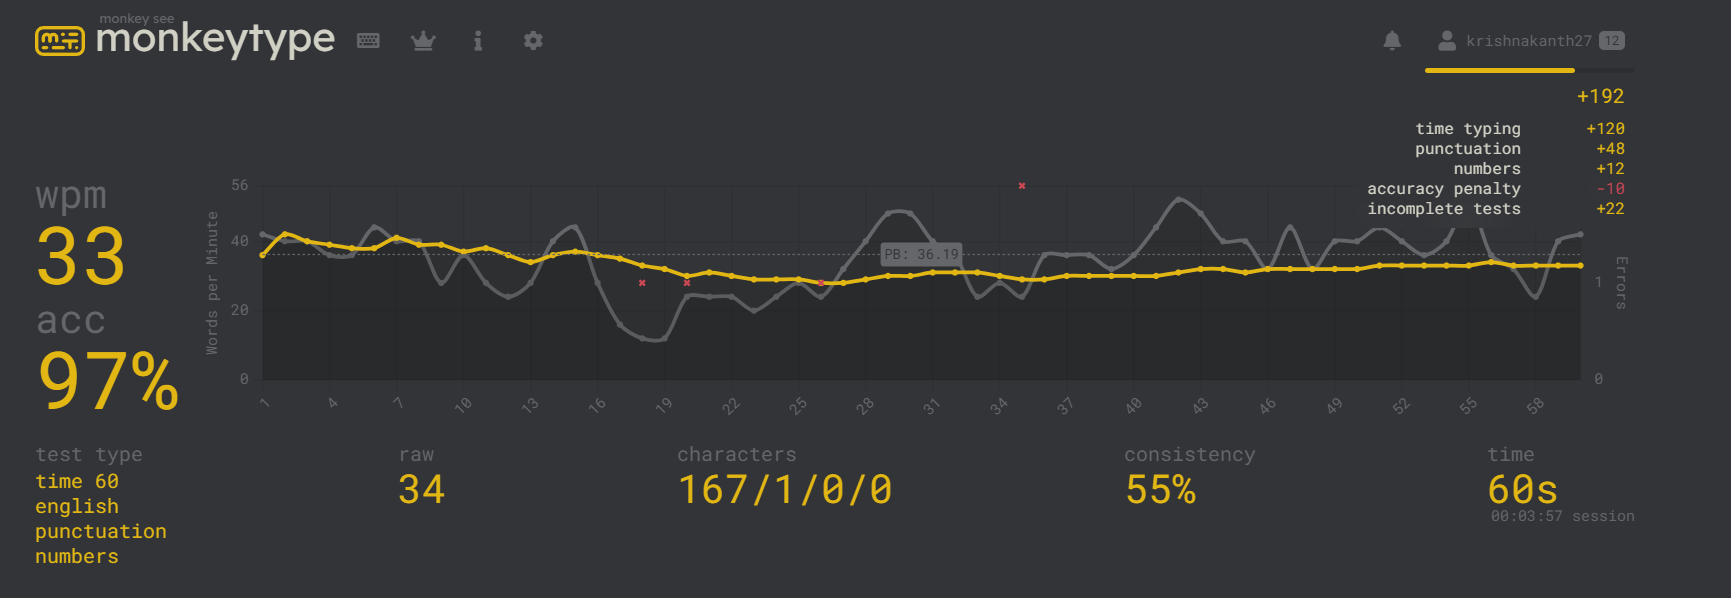 monkey see
monkeytype
krishnakanth27 12
+192
time typing +120
punctuation +48
numbers +12
accuracy penalty -10
incomplete tests +22
wpm
33
acc
97%
Words per Minute
56
40
20
0
PB: 36.19
Errors
1
0
1 4 7 10 13 16 19 22 25 28 31 34 37 40 43 46 49 52 55 58
test type
time 60
english
punctuation
numbers
raw
34
characters
167/1/0/0
consistency
55%
time
60s
00:03:57 session